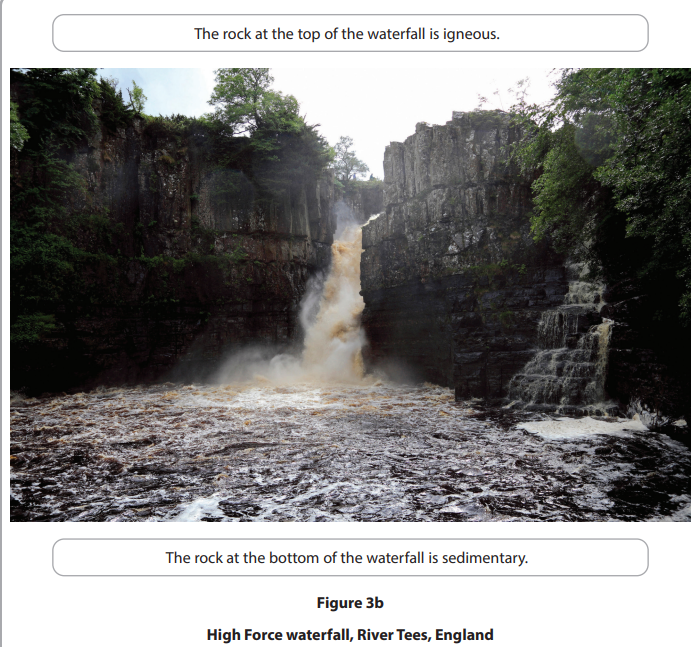 The rock at the top of the waterfall is igneous.
The rock at the bottom of the waterfall is sedimentary.
Figure 3b
High Force waterfall, River Tees, England